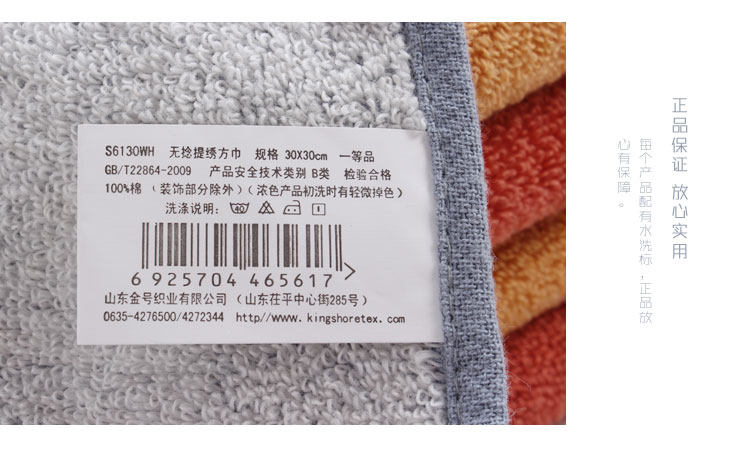 S6130WH 无捻提绣方巾 规格 30X30cm 一等品
GB/T22864-2009 产品安全技术类别 B类 检验合格
100%棉 (装饰部分除外)(浓色产品初洗时有轻微掉色)
洗涤说明:
6 925704 465617
山东金号织业有限公司 (山东茌平中心街285号)
0635-4276500/4272344 http//www.kingshoretex.com
正品保证 放心实用
每个产品配有水洗标,正品放
心有保障。